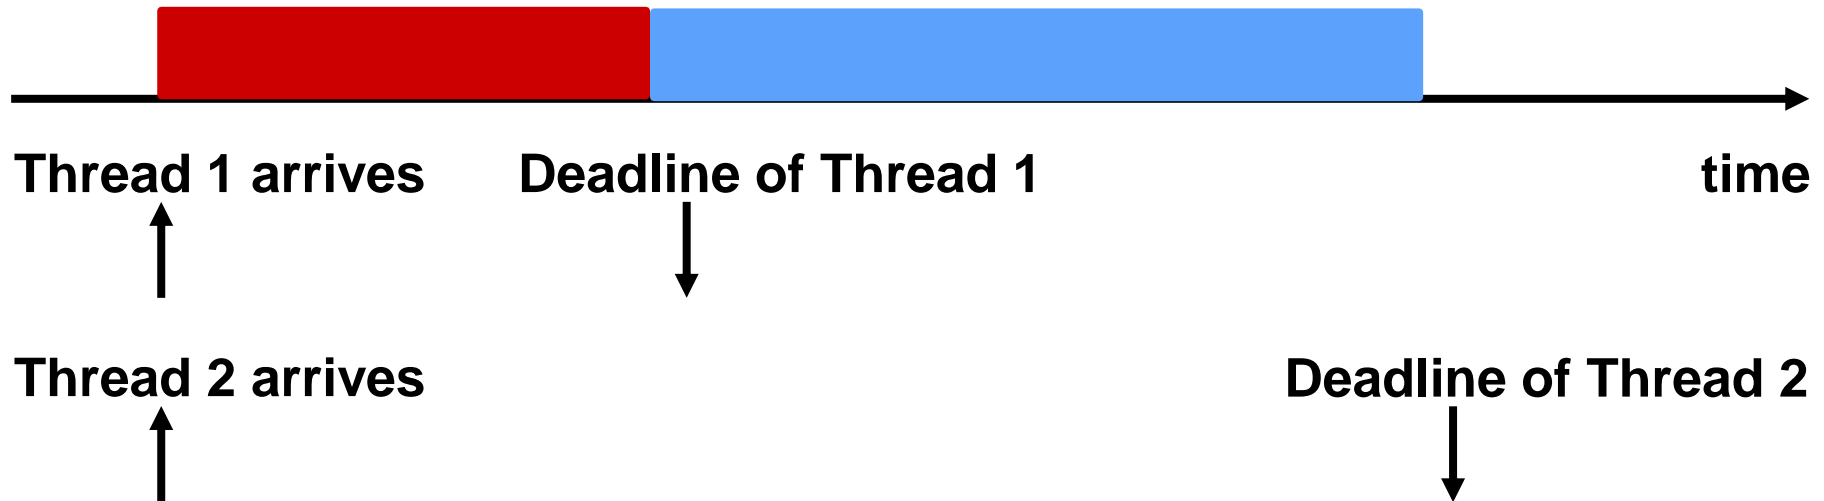 Thread 1 arrives
Deadline of Thread 1
time
Thread 2 arrives
Deadline of Thread 2